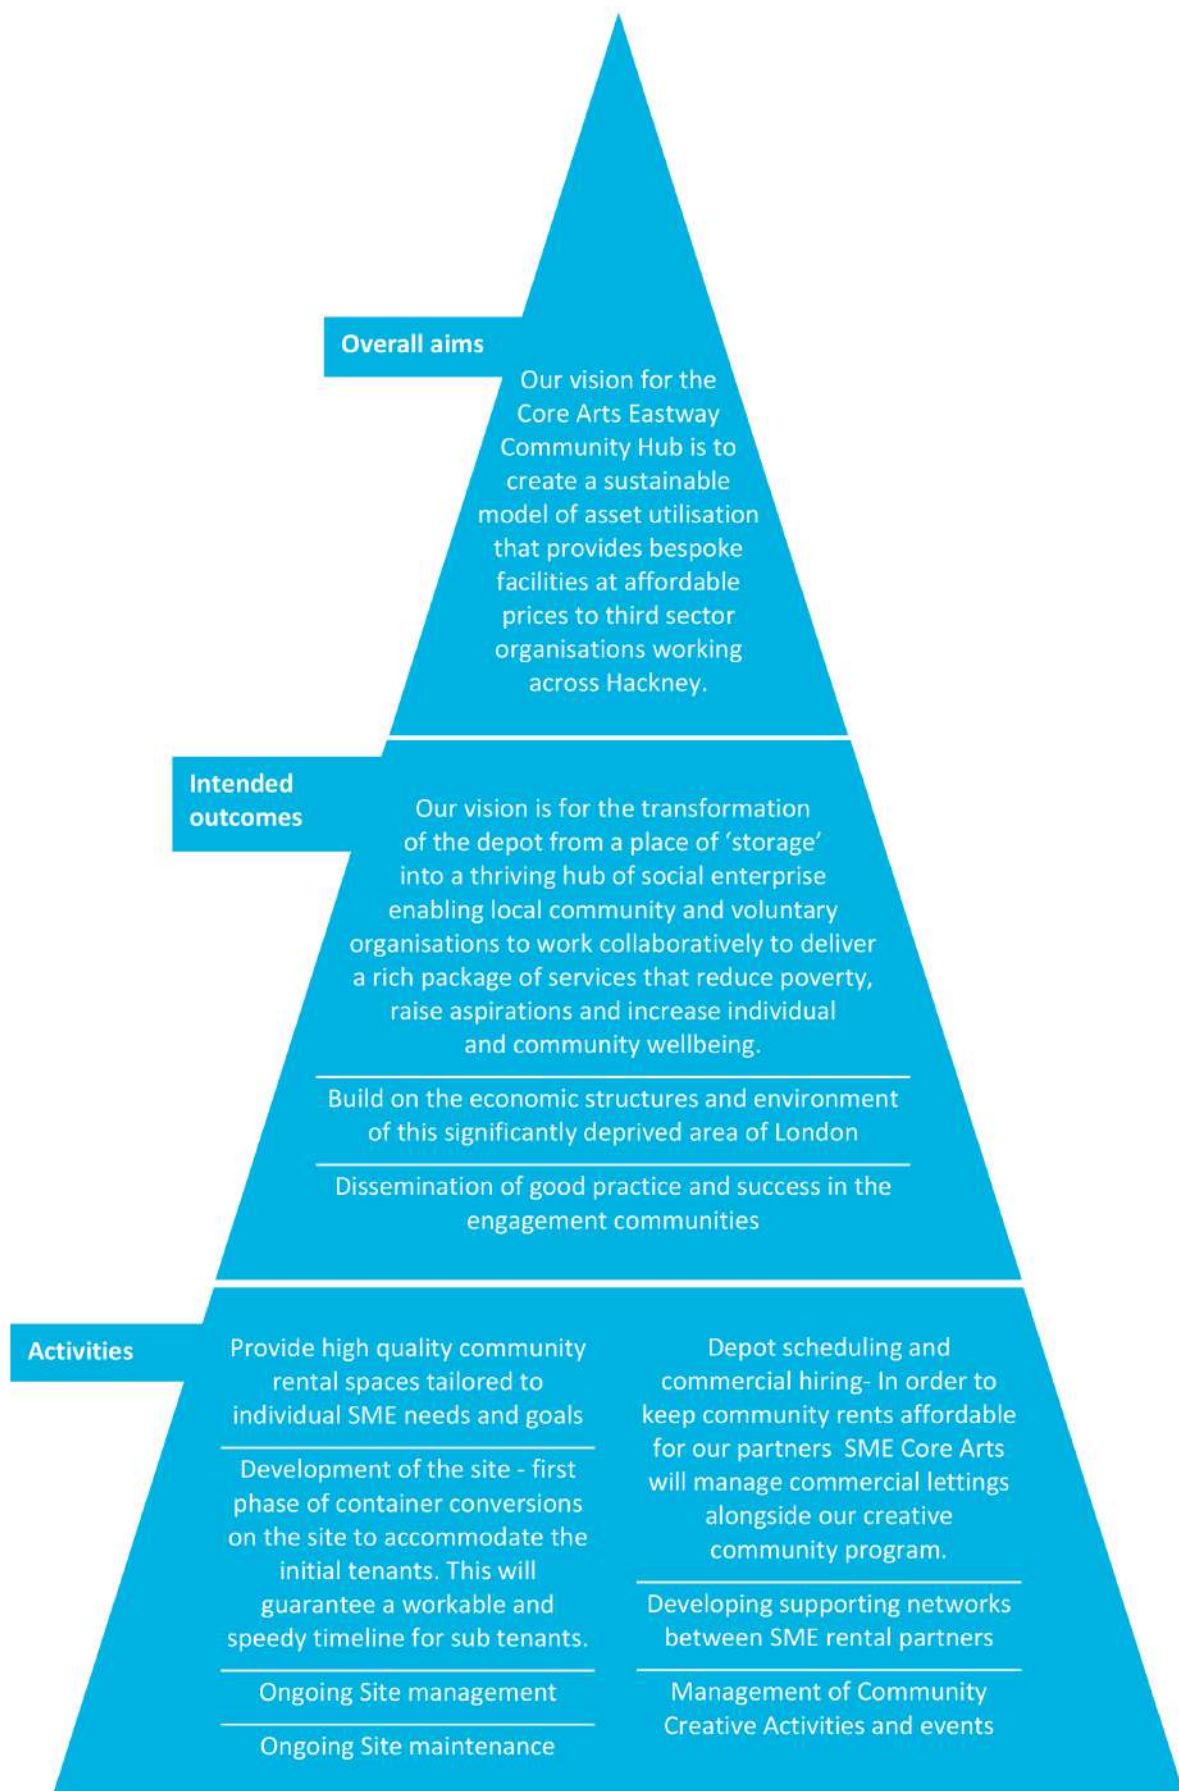 Overall aims
Our vision for the
Core Arts Eastway
Community Hub is to
create a sustainable
model of asset utilisation
that provides bespoke
facilities at affordable
prices to third sector
organisations working
across Hackney.
Intended
outcomes
Our vision is for the transformation
of the depot from a place of ‘storage’
into a thriving hub of social enterprise
enabling local community and voluntary
organisations to work collaboratively to deliver
a rich package of services that reduce poverty,
raise aspirations and increase individual
and community wellbeing.
Build on the economic structures and environment
of this significantly deprived area of London
Dissemination of good practice and success in the
engagement communities
Activities
Provide high quality community
rental spaces tailored to
individual SME needs and goals
Development of the site - first
phase of container conversions
on the site to accommodate the
initial tenants. This will
guarantee a workable and
speedy timeline for sub tenants.
Ongoing Site management
Ongoing Site maintenance
Depot scheduling and
commercial hiring- In order to
keep community rents affordable
for our partners  SME Core Arts
will manage commercial lettings
alongside our creative
community program.
Developing supporting networks
between SME rental partners
Management of Community
Creative Activities and events